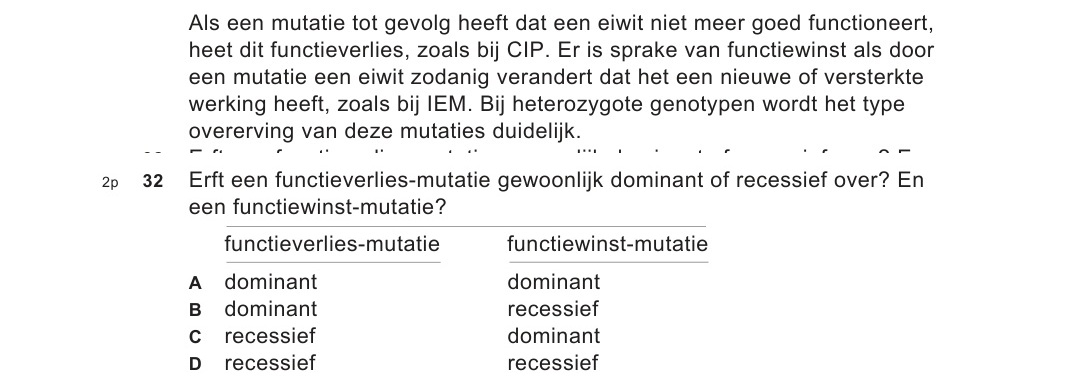 Als een mutatie tot gevolg heeft dat een eiwit niet meer goed functioneert,
heet dit functieverlies, zoals bij CIP. Er is sprake van functiewinst als door
een mutatie een eiwit zodanig verandert dat het een nieuwe of versterkte
werking heeft, zoals bij IEM. Bij heterozygote genotypen wordt het type
overerving van deze mutaties duidelijk.
2p 32 Erft een functieverlies-mutatie gewoonlijk dominant of recessief over? En
een functiewinst-mutatie?
functieverlies-mutatie functiewinst-mutatie
A dominant dominant
B dominant recessief
C recessief dominant
D recessief recessief